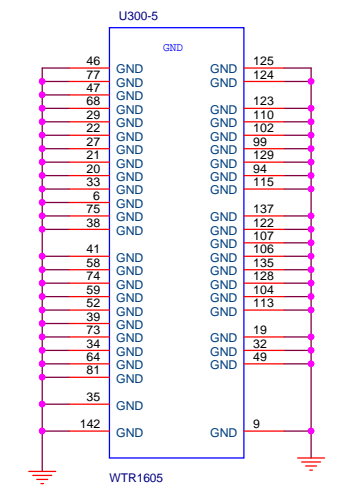 U300-5
GND
46 GND GND 125
77 GND GND 124
47 GND
68 GND GND 123
29 GND GND 110
22 GND GND 102
27 GND GND 99
21 GND GND 129
20 GND GND 94
33 GND GND 115
6 GND
75 GND GND 137
38 GND GND 122
GND 107
41 GND GND 106
58 GND GND 135
74 GND GND 128
59 GND GND 104
52 GND GND 113
39 GND
73 GND GND 19
34 GND GND 32
64 GND GND 49
81 GND
35 GND
142 GND GND 9
WTR1605